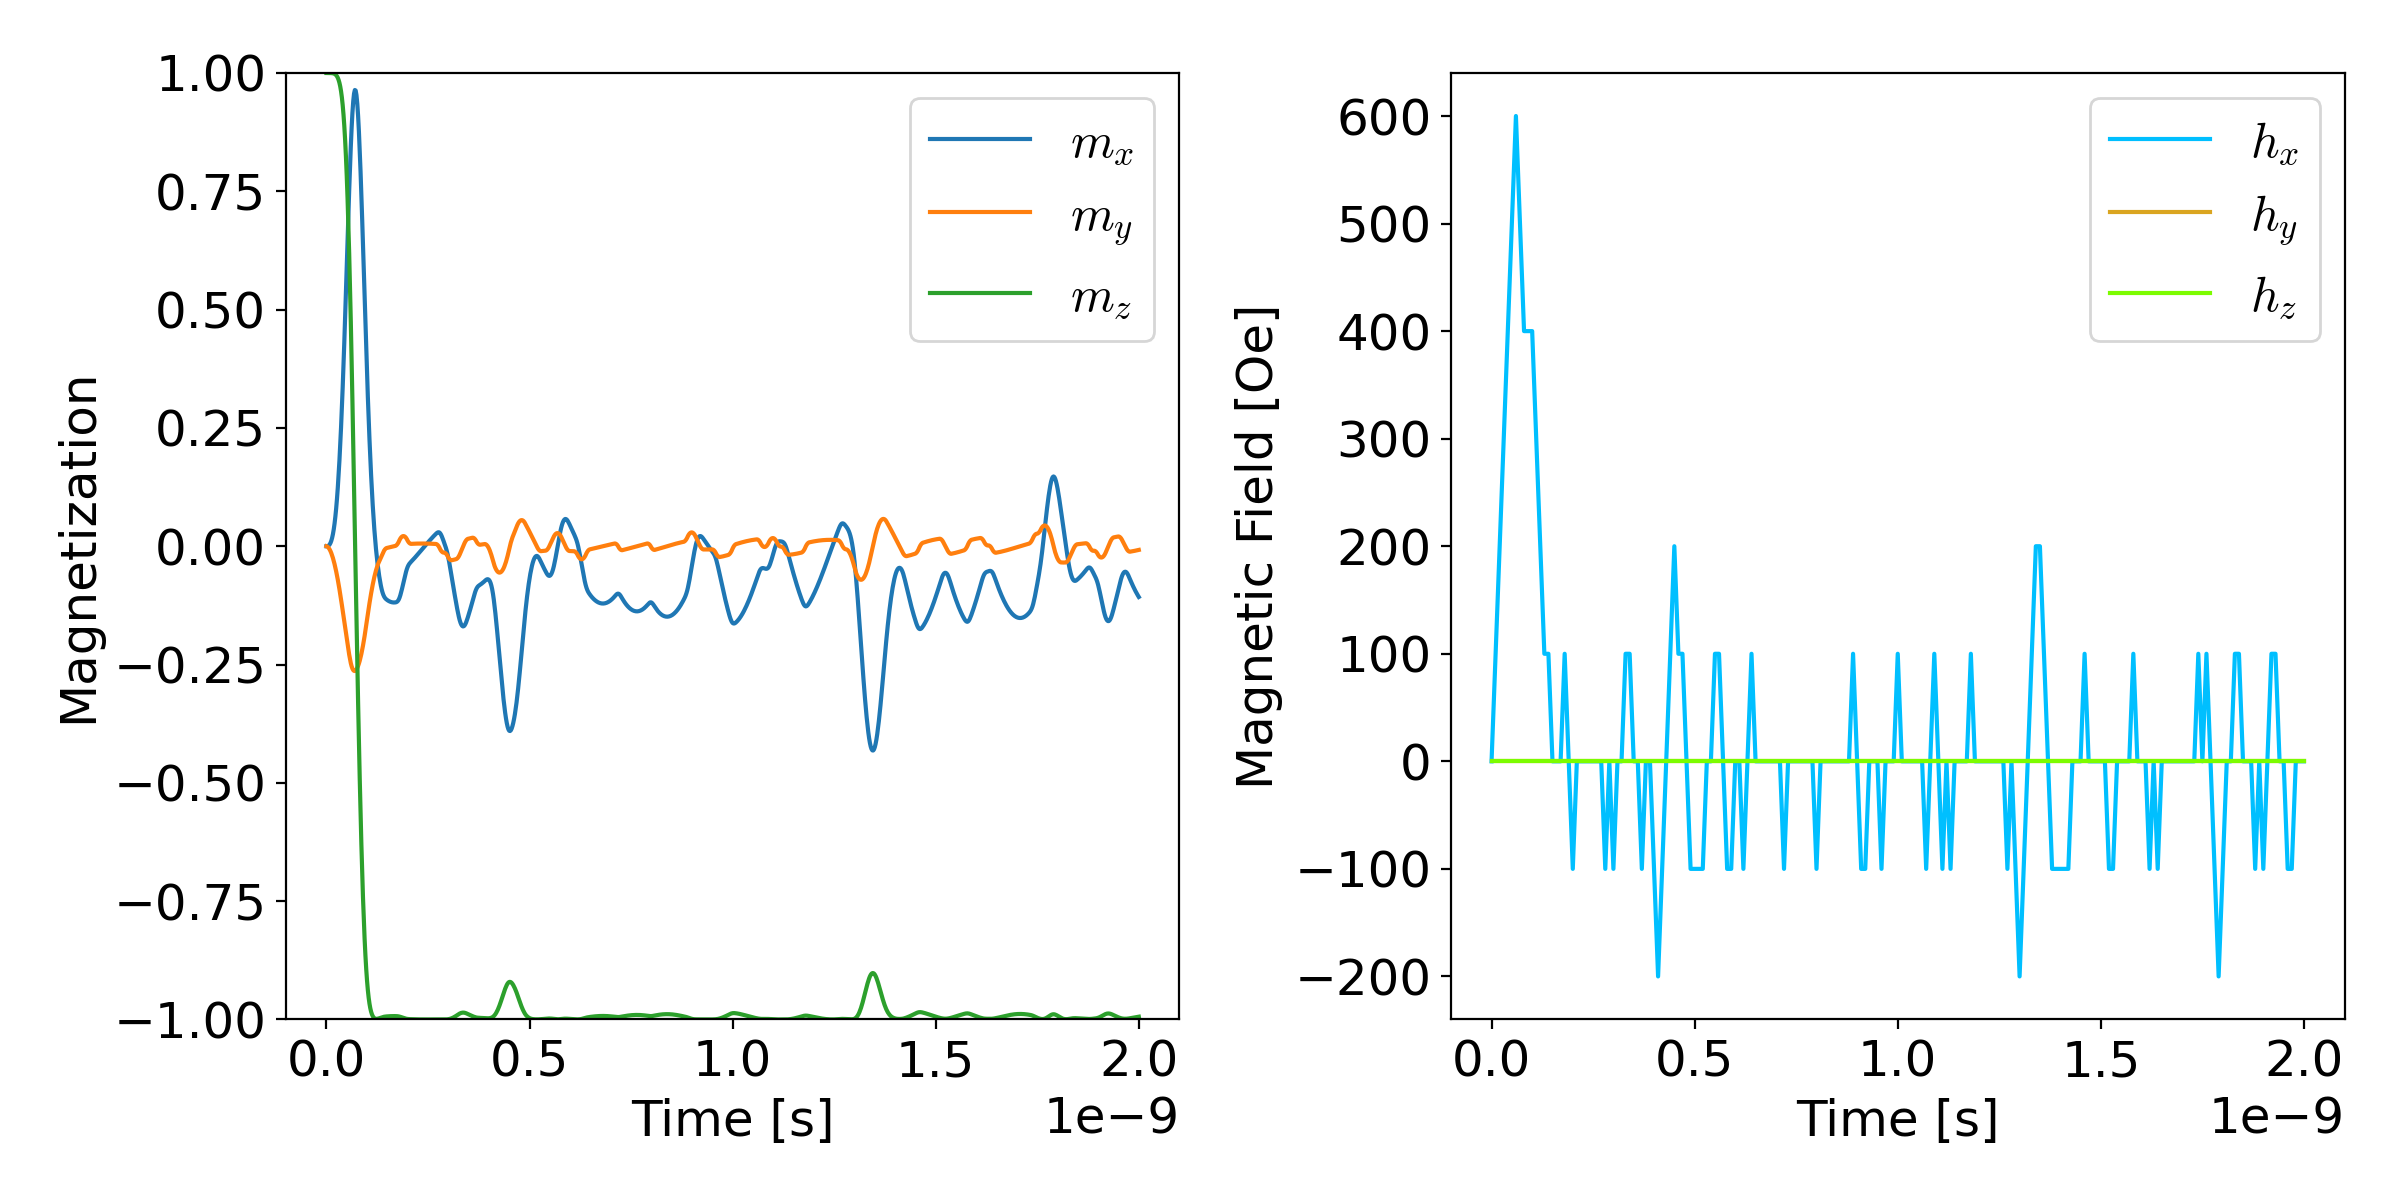 Magnetization
1.00
0.75
0.50
0.25
0.00
−0.25
−0.50
−0.75
−1.00
0.0 0.5 1.0 1.5 2.0
Time [s]
1e−9
m_x
m_y
m_z
Magnetic Field [Oe]
600
500
400
300
200
100
0
−100
−200
0.0 0.5 1.0 1.5 2.0
Time [s]
1e−9
h_x
h_y
h_z